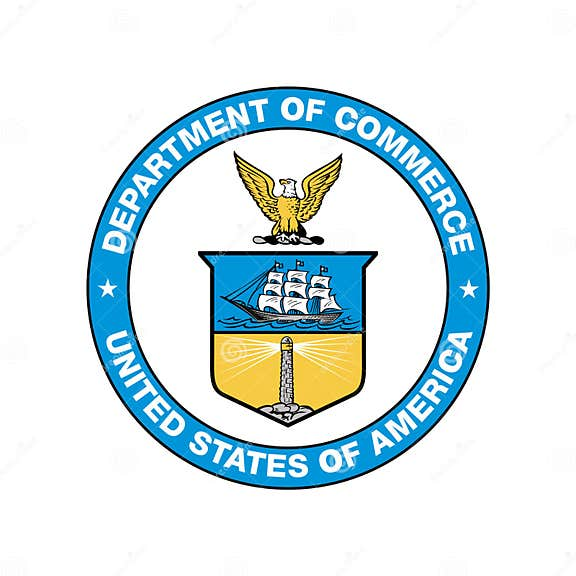 DEPARTMENT OF COMMERCE
UNITED STATES OF AMERICA